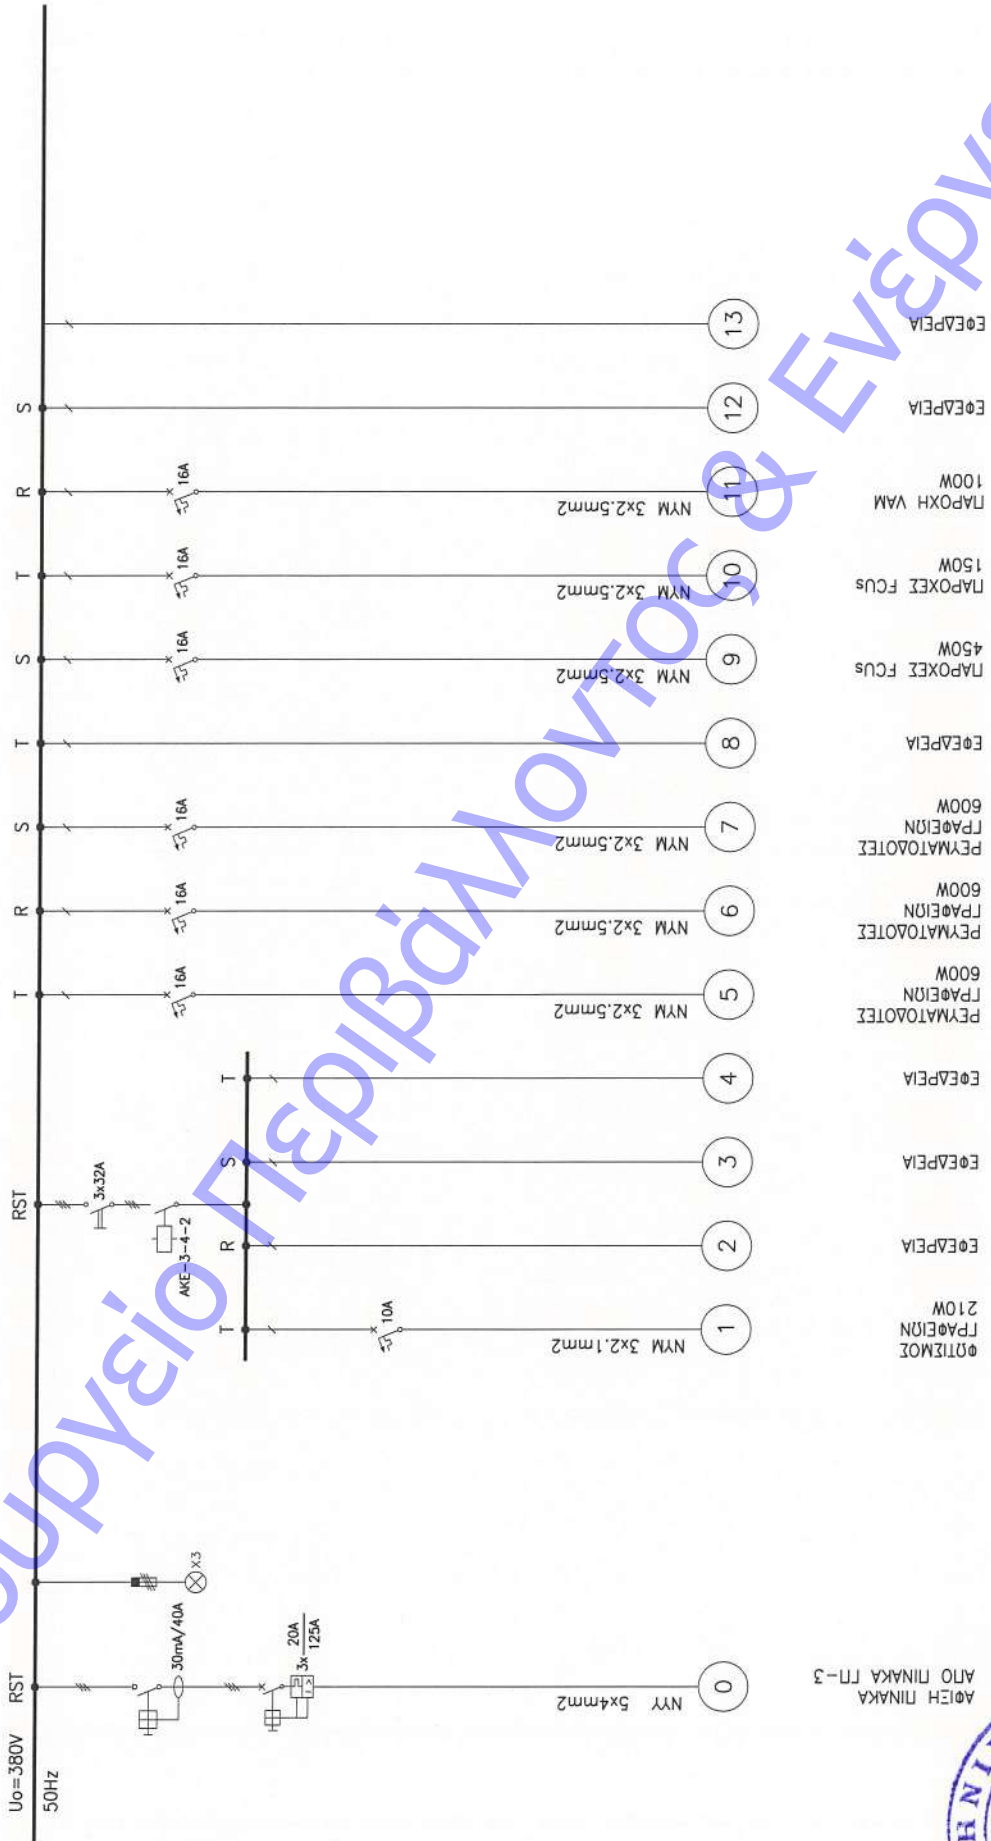 S
R
T
S
T
S
R
T
RST
RST
Uo=380V
50Hz
16A
16A
16A
16A
16A
16A
3x32A
AKE-3-4-2
T
S
R
T
10A
X3
30mA/40A
3x 20A
125A
NYM 3x2.5mm2
NYM 3x2.5mm2
NYM 3x2.5mm2
NYM 3x2.5mm2
NYM 3x2.5mm2
NYM 3x2.5mm2
NYM 3x2.1mm2
NYY 5x4mm2
13
12
11
10
9
8
7
6
5
4
3
2
1
0
ΕΦΕΔΡΕΙΑ
ΕΦΕΔΡΕΙΑ
ΠΑΡΟΧΗ VAM
100W
ΠΑΡΟΧΕΣ FCUs
150W
ΠΑΡΟΧΕΣ FCUs
450W
ΕΦΕΔΡΕΙΑ
ΡΕΥΜΑΤΟΔΟΤΕΣ
ΓΡΑΦΕΙΩΝ
600W
ΡΕΥΜΑΤΟΔΟΤΕΣ
ΓΡΑΦΕΙΩΝ
600W
ΡΕΥΜΑΤΟΔΟΤΕΣ
ΓΡΑΦΕΙΩΝ
600W
ΕΦΕΔΡΕΙΑ
ΕΦΕΔΡΕΙΑ
ΕΦΕΔΡΕΙΑ
ΦΩΤΙΣΜΟΣ
ΓΡΑΦΕΙΩΝ
210W
ΑΦΙΞΗ ΠΙΝΑΚΑ
ΑΠΟ ΠΙΝΑΚΑ ΓΠ-3
Περιβάλλοντος &